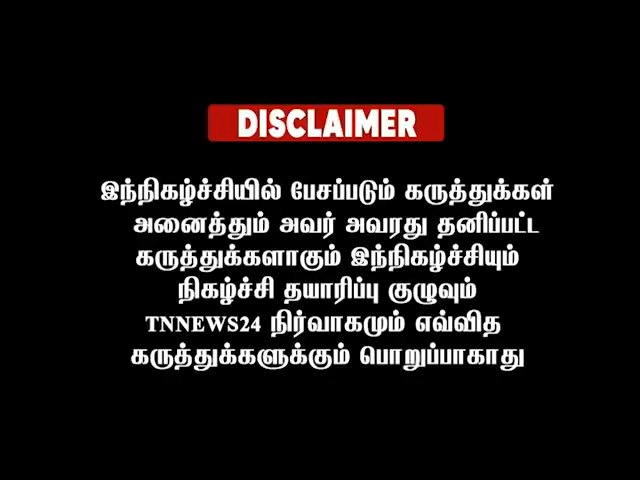 DISCLAIMER
இந்நிகழ்ச்சியில் பேசப்படும் கருத்துக்கள்
அனைத்தும் அவர் அவரது தனிப்பட்ட
கருத்துக்களாகும் இந்நிகழ்ச்சியும்
நிகழ்ச்சி தயாரிப்பு குழுவும்
TNNEWS24 நிர்வாகமும் எவ்வித
கருத்துக்களுக்கும் பொறுப்பாகாது